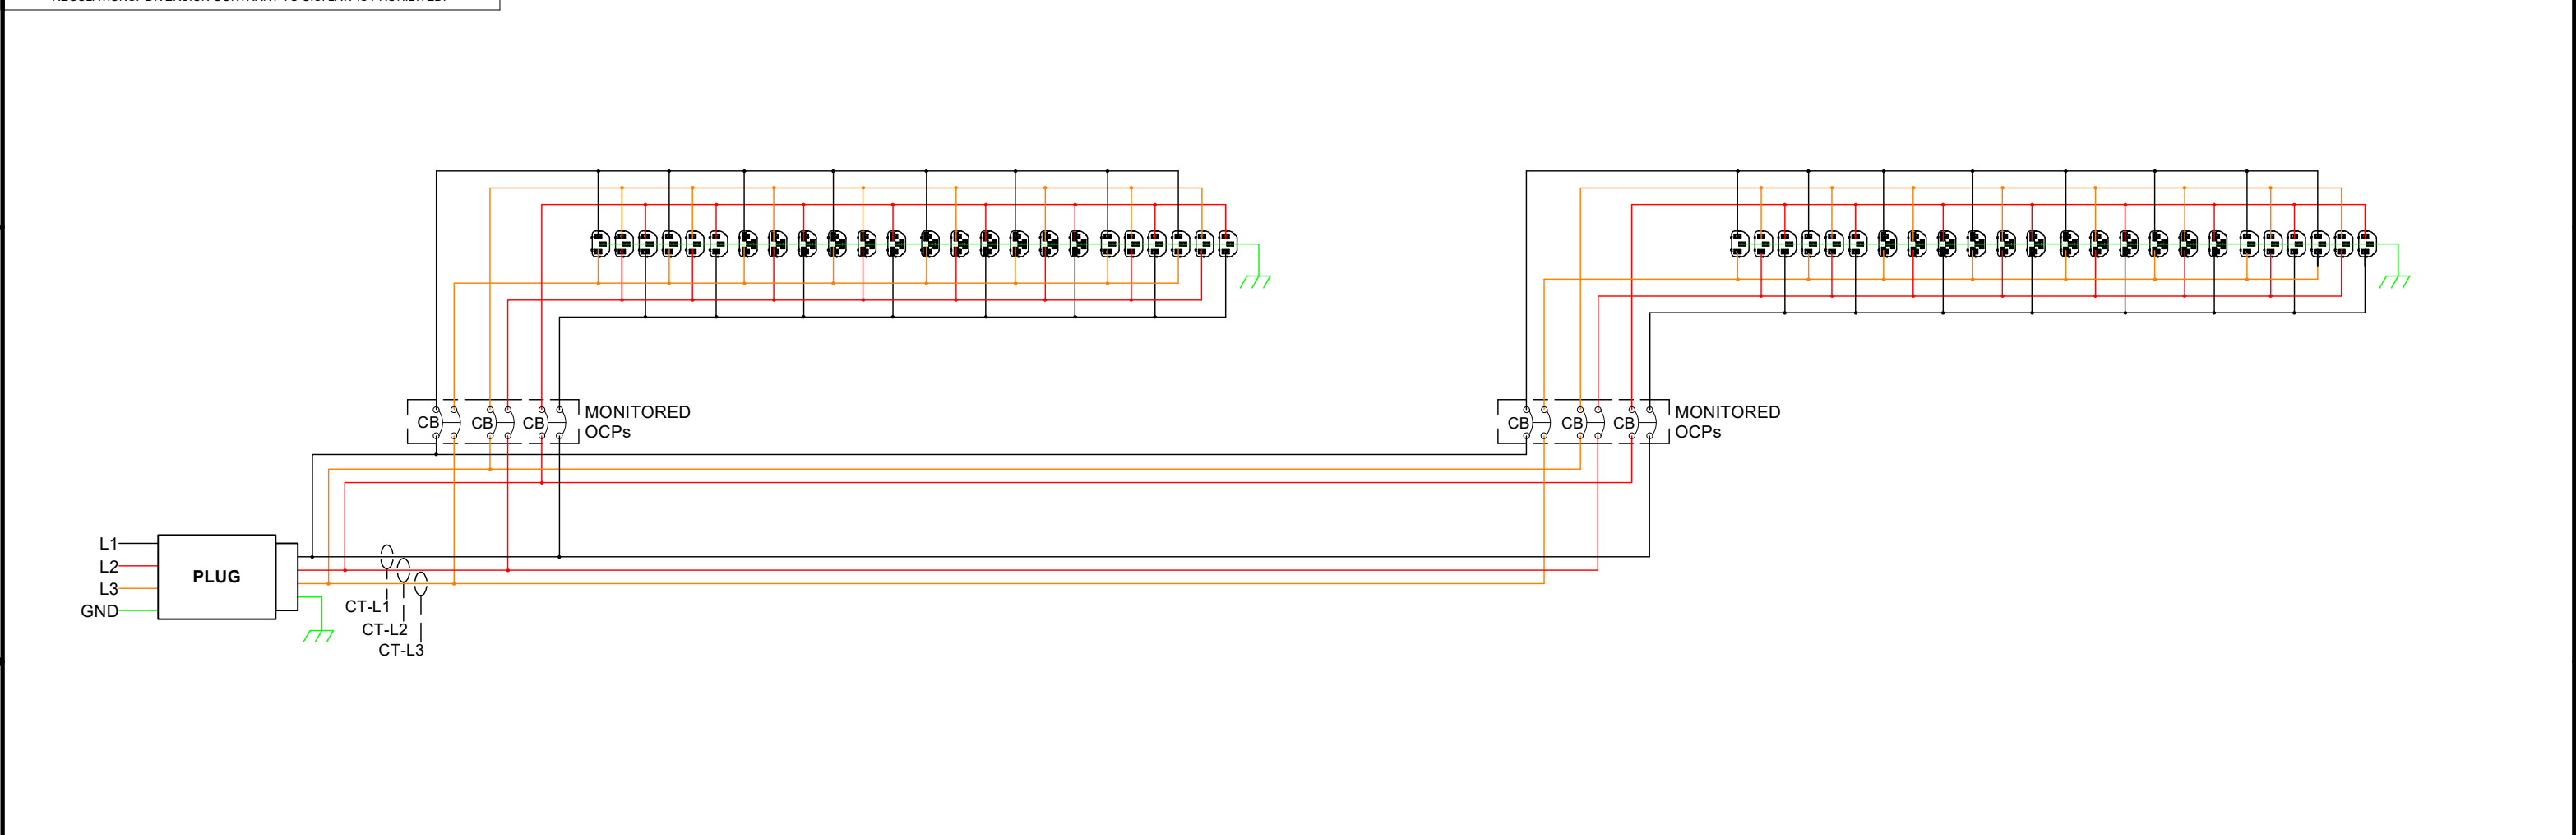 MONITORED
OCPs
CB
CB
CB
MONITORED
OCPs
CB
CB
CB
L1
L2
L3
GND
PLUG
CT-L1
CT-L2
CT-L3